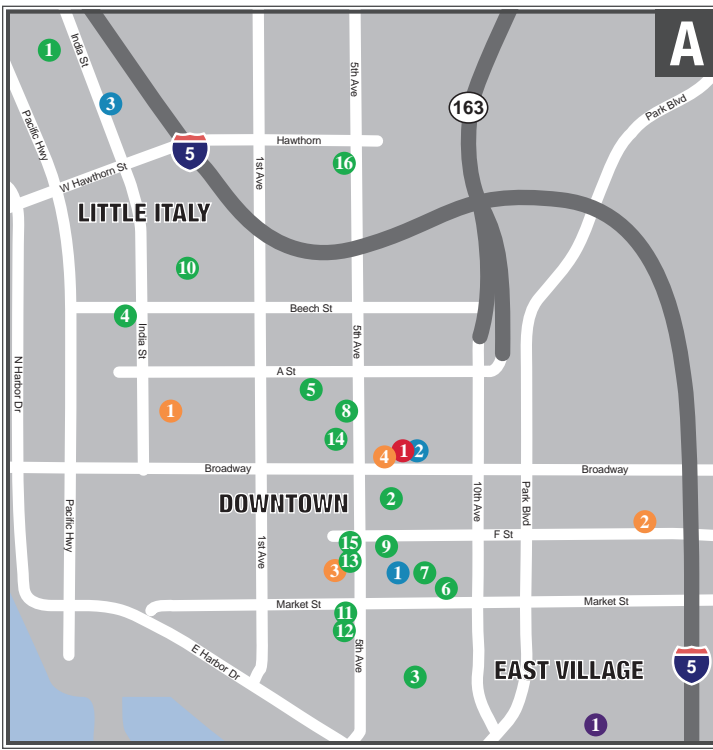 A
1
India St
5th Ave
3
163
Park Blvd
Pacific Hwy
Hawthorn
5
1st Ave
16
W Hawthorn St
LITTLE ITALY
10
Beech St
4
India St
5th Ave
N Harbor Dr
A St
5
1
8
14
4
1
2
Broadway
Broadway
2
DOWNTOWN
10th Ave
Park Blvd
Pacific Hwy
2
F St
1st Ave
15
9
13
3
1
7
6
Market St
Market St
11
12
5th Ave
E Harbor Dr
3
EAST VILLAGE
5
1